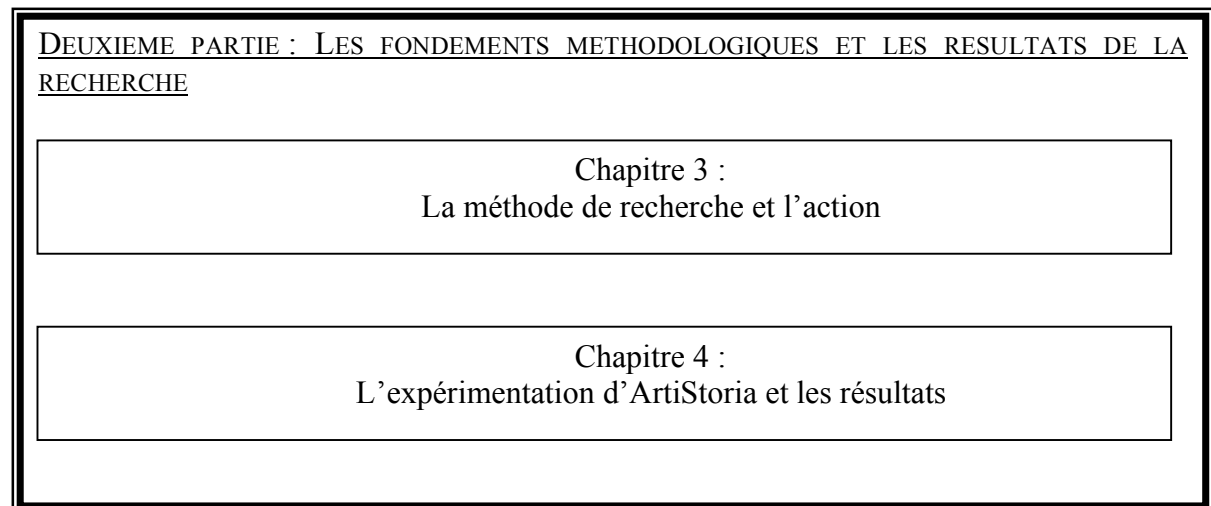 DEUXIEME PARTIE : LES FONDEMENTS METHODOLOGIQUES ET LES RESULTATS DE LA
RECHERCHE
Chapitre 3 :
La méthode de recherche et l’action
Chapitre 4 :
L’expérimentation d’ArtiStoria et les résultats